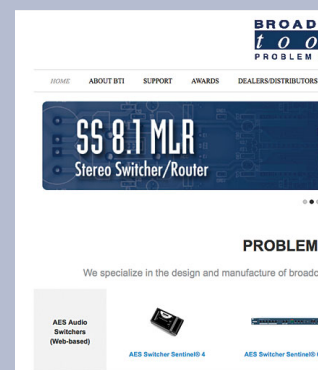 BROAD
too
PROBLEM
HOME ABOUT BTI SUPPORT AWARDS DEALERS/DISTRIBUTORS
SS 8.1 MLR
Stereo Switcher/Router
PROBLEM
We specialize in the design and manufacture of broadc
AES Audio
Switchers
(Web-based)
AES Switcher Sentinel® 4 AES Switcher Sentinel®